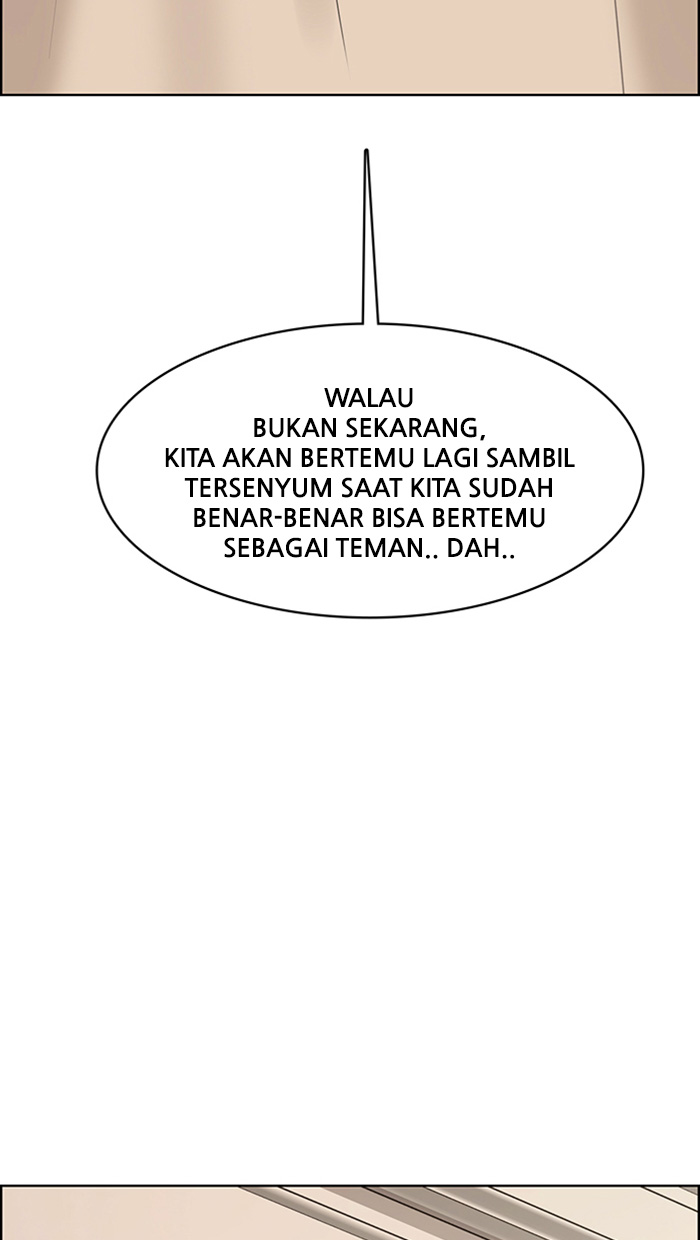 WALAU
BUKAN SEKARANG,
KITA AKAN BERTEMU LAGI SAMBIL
TERSENYUM SAAT KITA SUDAH
BENAR-BENAR BISA BERTEMU
SEBAGAI TEMAN.. DAH..